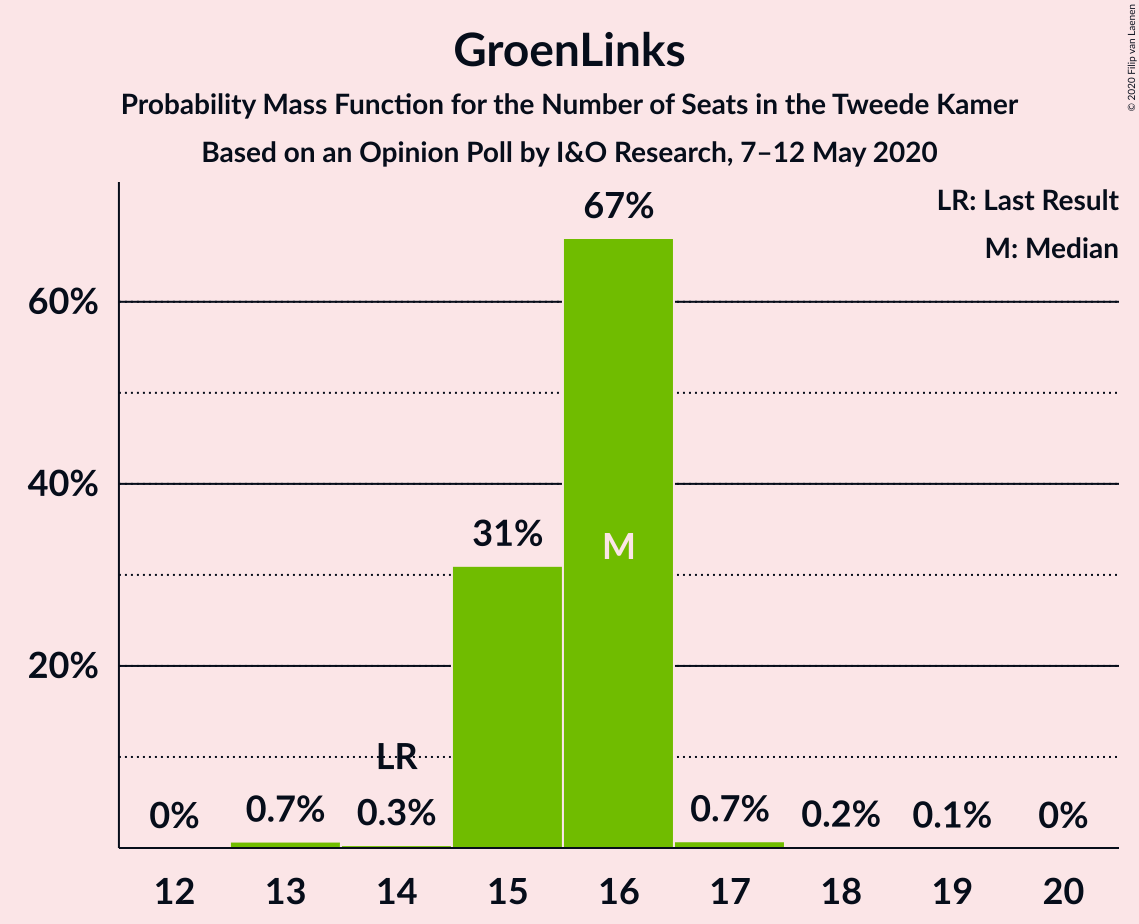 GroenLinks
Probability Mass Function for the Number of Seats in the Tweede Kamer
Based on an Opinion Poll by I&O Research, 7–12 May 2020
© 2020 Filip van Laenen
LR: Last Result
M: Median
67%
60%
40%
31%
M
20%
LR
0%
0.7%
0.3%
0.7%
0.2%
0.1%
0%
12 13 14 15 16 17 18 19 20